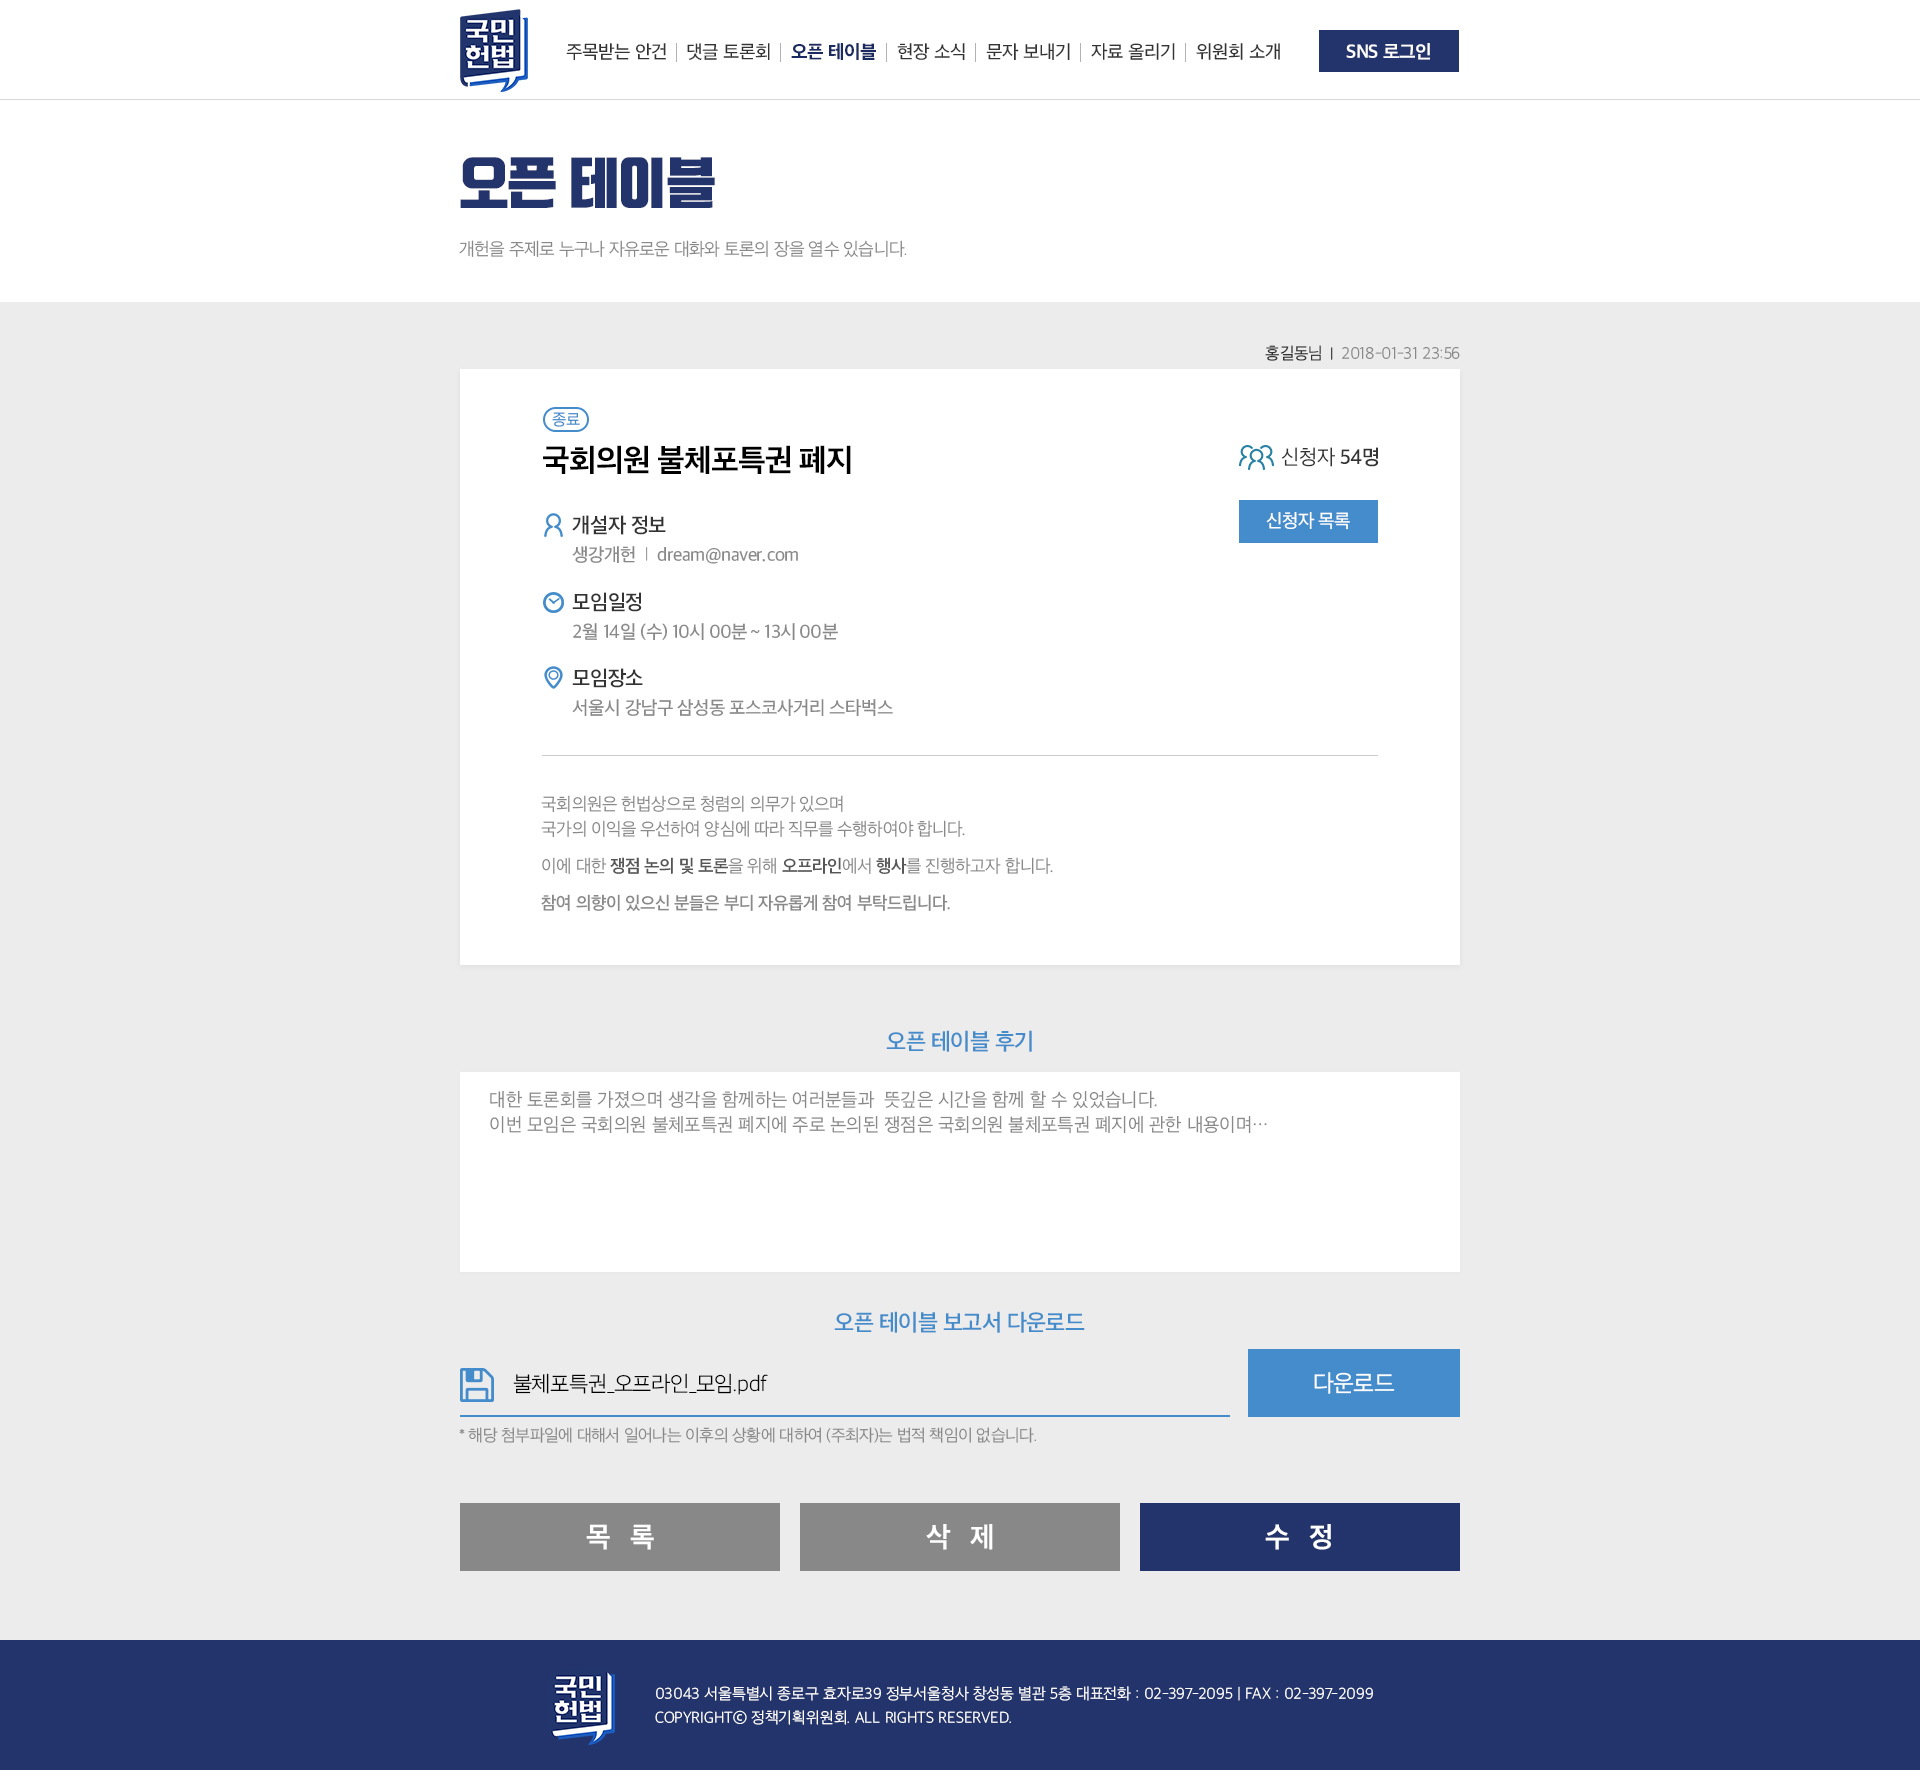 국민
헌법
주목받는 안건
댓글 토론회
오픈 테이블
현장 소식
문자 보내기
자료 올리기
위원회 소개
SNS 로그인
오픈 테이블
개헌을 주제로 누구나 자유로운 대화와 토론의 장을 열수 있습니다.
홍길동님 | 2018-01-31 23:56
종료
국회의원 불체포특권 폐지
신청자 54명
신청자 목록
개설자 정보
생강개헌 | dream@naver.com
모임일정
2월 14일 (수) 10시 00분 ~ 13시 00분
모임장소
서울시 강남구 삼성동 포스코사거리 스타벅스
국회의원은 헌법상으로 청렴의 의무가 있으며
국가의 이익을 우선하여 양심에 따라 직무를 수행하여야 합니다.
이에 대한 쟁점 논의 및 토론을 위해 오프라인에서 행사를 진행하고자 합니다.
참여 의향이 있으신 분들은 부디 자유롭게 참여 부탁드립니다.
오픈 테이블 후기
대한 토론회를 가졌으며 생각을 함께하는 여러분들과  뜻깊은 시간을 함께 할 수 있었습니다.
이번 모임은 국회의원 불체포특권 폐지에 주로 논의된 쟁점은 국회의원 불체포특권 폐지에 관한 내용이며…
오픈 테이블 보고서 다운로드
불체포특권_오프라인_모임.pdf
다운로드
* 해당 첨부파일에 대해서 일어나는 이후의 상황에 대하여 (주최자)는 법적 책임이 없습니다.
목 록
삭 제
수 정
국민
헌법
03043 서울특별시 종로구 효자로39 정부서울청사 창성동 별관 5층 대표전화 : 02-397-2095 | FAX : 02-397-2099
COPYRIGHTⓒ 정책기획위원회. ALL RIGHTS RESERVED.